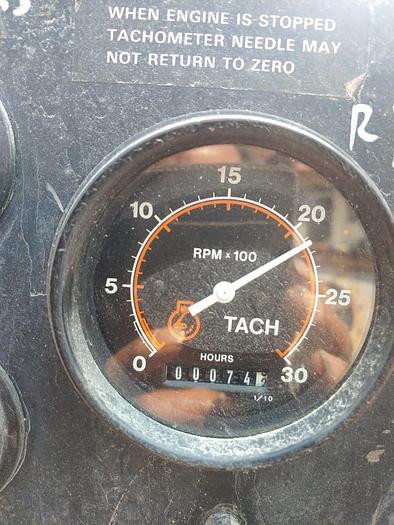 WHEN ENGINE IS STOPPED
TACHOMETER NEEDLE MAY
NOT RETURN TO ZERO
R
15
10
20
RPM x 100
5
25
TACH
0
HOURS
30
00074
1/10